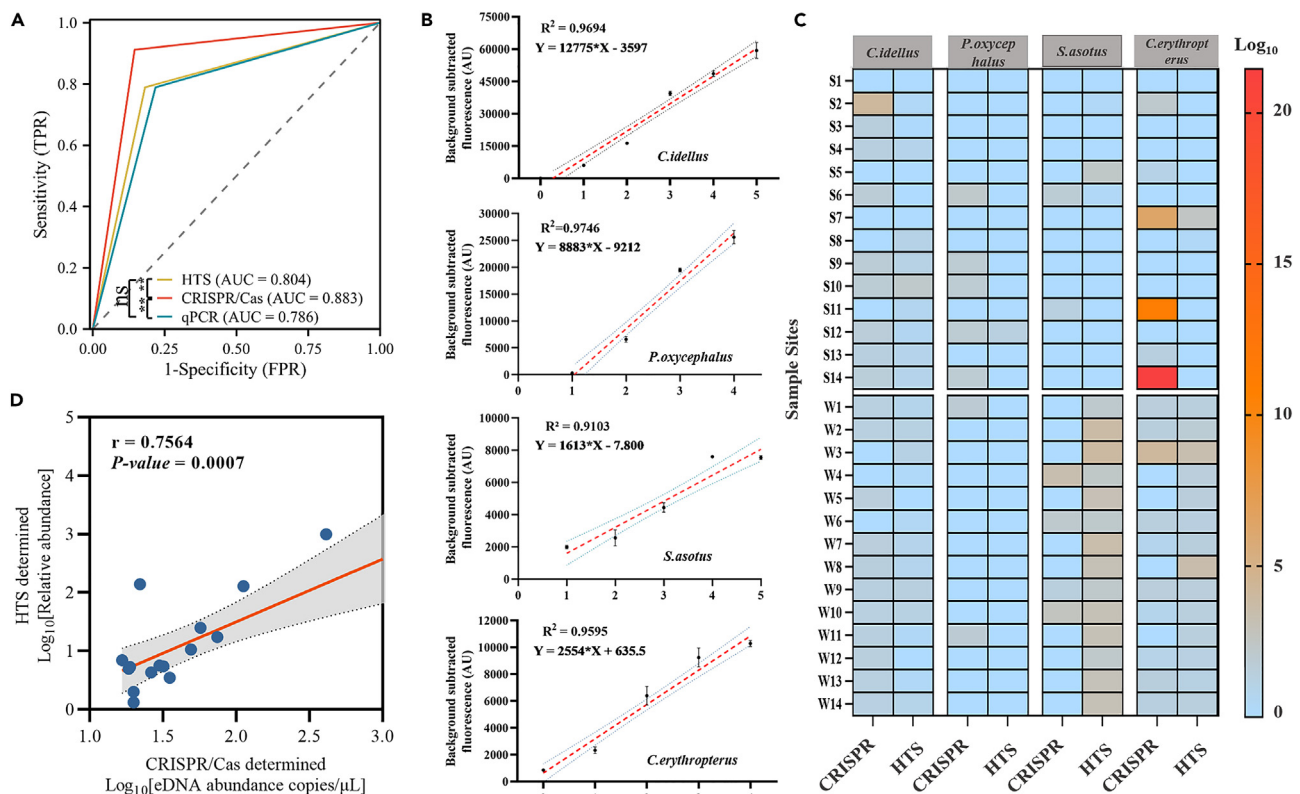 A
Sensitivity (TPR)
1.0
0.8
0.6
0.4
0.2
0.0
0.00
0.25
0.50
0.75
1.00
1-Specificity (FPR)
ns
**
**
HTS (AUC = 0.804)
CRISPR/Cas (AUC = 0.883)
qPCR (AUC = 0.786)
B
Background subtracted
fluorescence (AU)
75000
60000
45000
30000
15000
0
R² = 0.9694
Y = 12775*X - 3597
C.idellus
0
1
2
3
4
5
Background subtracted
fluorescence (AU)
30000
25000
20000
15000
10000
5000
0
R²=0.9746
Y = 8883*X - 9212
P.oxycephalus
0
1
2
3
4
Background subtracted
fluorescence (AU)
10000
8000
6000
4000
2000
0
R² = 0.9103
Y = 1613*X - 7.800
S.asotus
0
1
2
3
4
5
Background subtracted
fluorescence (AU)
12000
10000
8000
6000
4000
2000
0
R² = 0.9595
Y = 2554*X + 635.5
C.erythropterus
C
C.idellus
P.oxycep
halus
S.asotus
C.erythropt
erus
Log₁₀
Sample Sites
S1
S2
S3
S4
S5
S6
S7
S8
S9
S10
S11
S12
S13
S14
W1
W2
W3
W4
W5
W6
W7
W8
W9
W10
W11
W12
W13
W14
CRISPR
HTS
CRISPR
HTS
CRISPR
HTS
CRISPR
HTS
20
15
10
5
0
D
HTS determined
Log₁₀[Relative abundance]
5
4
3
2
1
0
r = 0.7564
P-value = 0.0007
1.0
1.5
2.0
2.5
3.0
CRISPR/Cas determined
Log₁₀[eDNA abundance copies/μL]